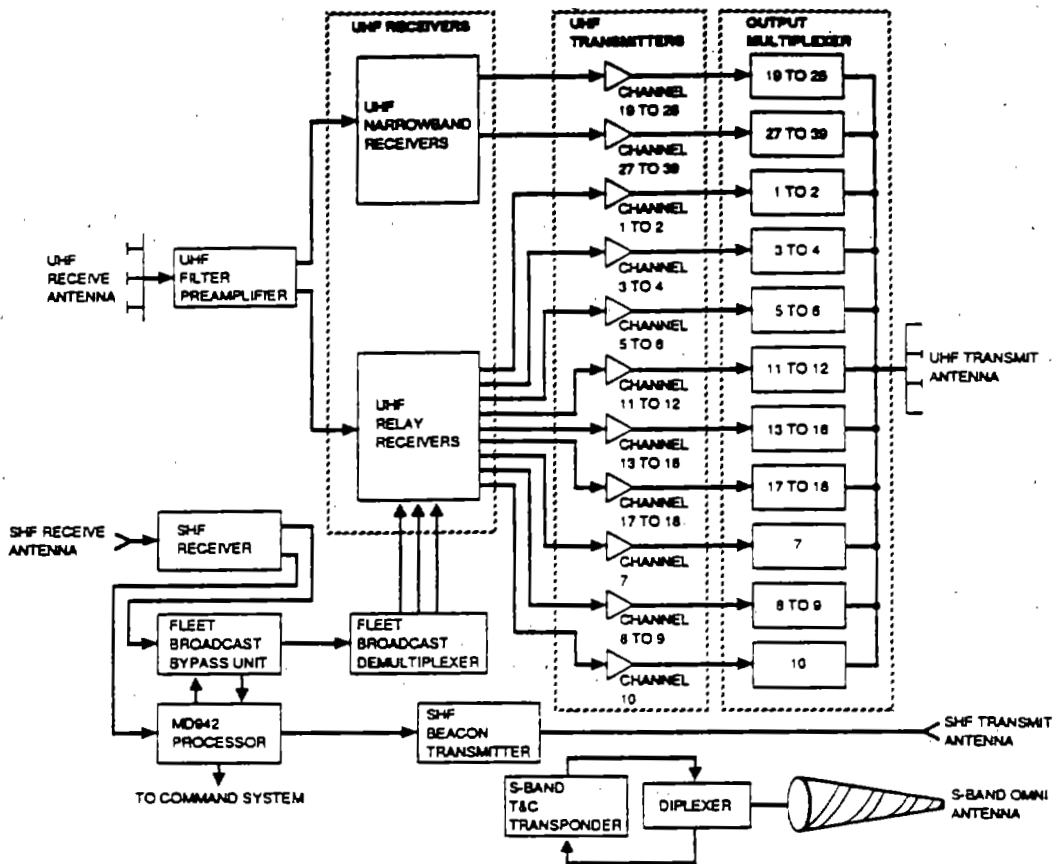 UHF RECEIVERS
UHF
TRANSMITTERS
OUTPUT
MULTIPLEXER
UHF
NARROWBAND
RECEIVERS
CHANNEL
19 TO 26
19 TO 26
CHANNEL
27 TO 39
27 TO 39
CHANNEL
1 TO 2
1 TO 2
UHF
RECEIVE
ANTENNA
UHF
FILTER
PREAMPLIFIER
CHANNEL
3 TO 4
3 TO 4
CHANNEL
5 TO 6
5 TO 6
UHF
RELAY
RECEIVERS
CHANNEL
11 TO 12
11 TO 12
UHF TRANSMIT
ANTENNA
CHANNEL
13 TO 16
13 TO 16
CHANNEL
17 TO 18
17 TO 18
SHF RECEIVE
ANTENNA
SHF
RECEIVER
CHANNEL
7
7
FLEET
BROADCAST
BYPASS UNIT
FLEET
BROADCAST
DEMULTIPLEXER
CHANNEL
8 TO 9
8 TO 9
CHANNEL
10
10
MD942
PROCESSOR
SHF
BEACON
TRANSMITTER
SHF TRANSMIT
ANTENNA
TO COMMAND SYSTEM
S-BAND
T&C
TRANSPONDER
DIPLEXER
S-BAND OMNI
ANTENNA